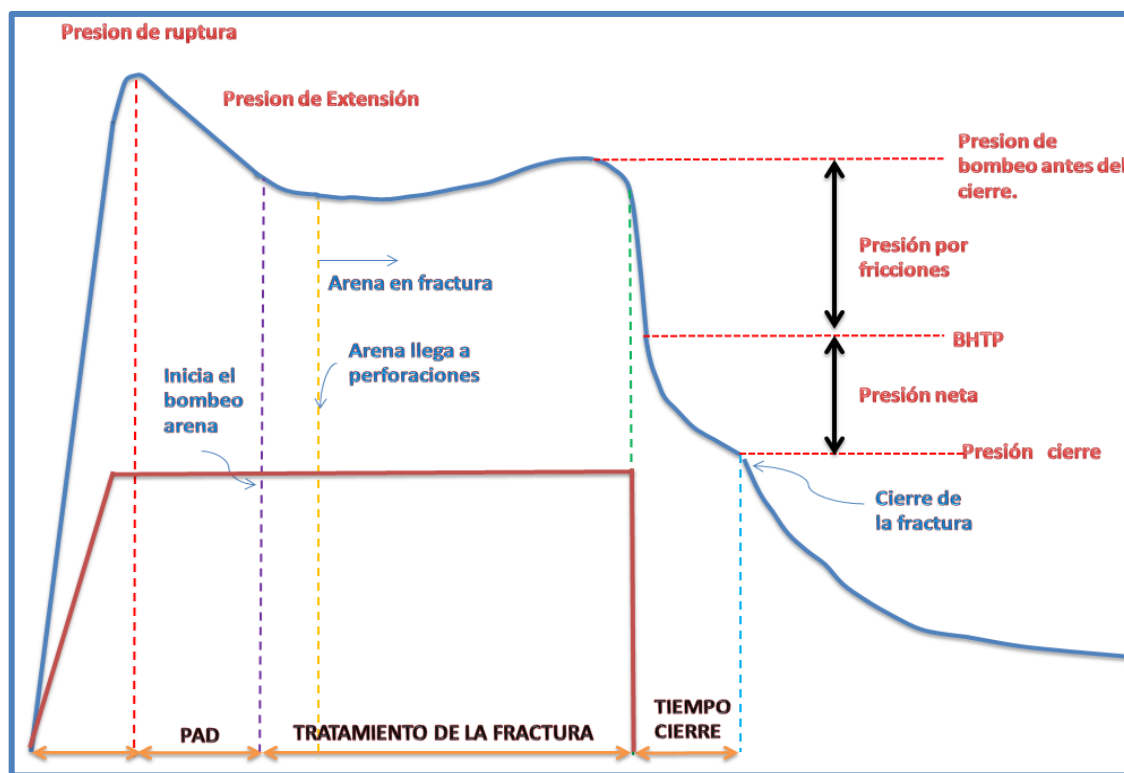 Presion de ruptura
Presion de Extensión
Presion de
bombeo antes del
cierre.
Presión por
fricciones
Arena en fractura
BHTP
Arena llega a
perforaciones
Inicia el
bombeo
arena
Presión neta
Presión cierre
Cierre de
la fractura
PAD
TRATAMIENTO DE LA FRACTURA
TIEMPO
CIERRE